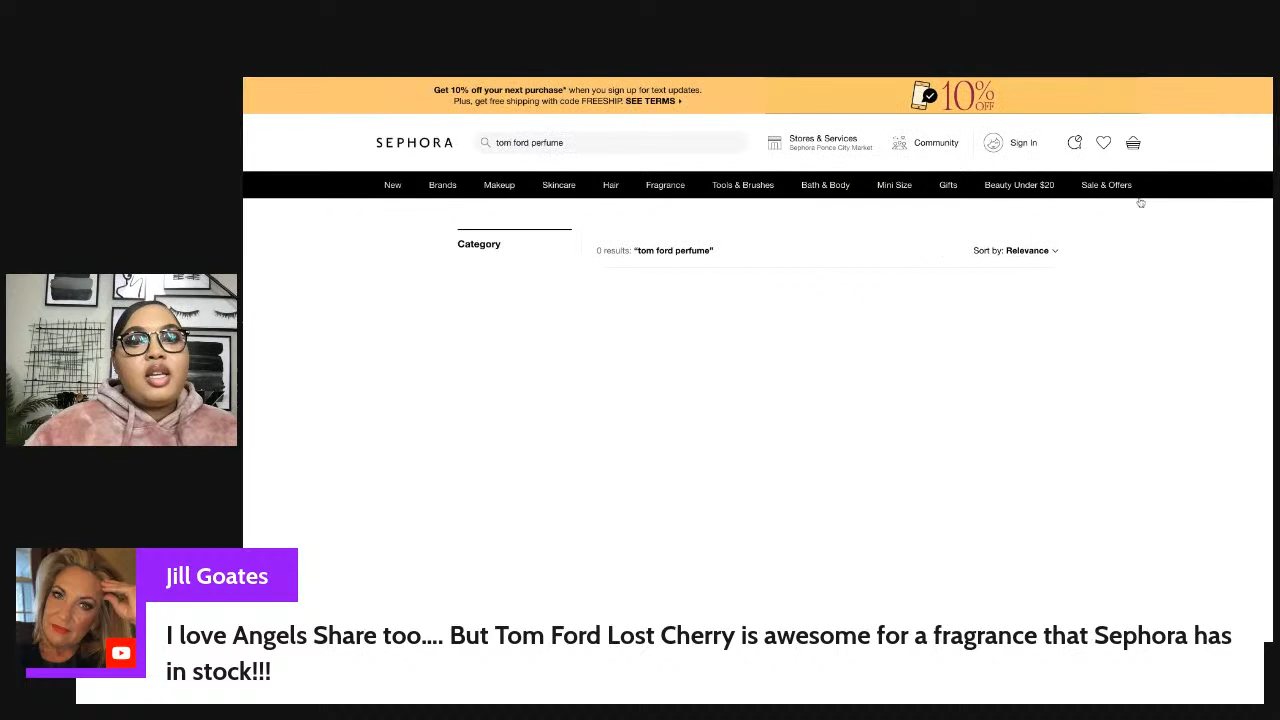 Get 10% off your next purchase* when you sign up for text updates.
Plus, get free shipping with code FREESHIP. SEE TERMS ▸
10%
OFF
SEPHORA
tom ford perfume
Stores & Services
Sephora Ponce City Market
Community
Sign In
New Brands Makeup Skincare Hair Fragrance Tools & Brushes Bath & Body Mini Size Gifts Beauty Under $20 Sale & Offers
Category
0 results: “tom ford perfume”
Sort by: Relevance
Jill Goates
I love Angels Share too.... But Tom Ford Lost Cherry is awesome for a fragrance that Sephora has
in stock!!!